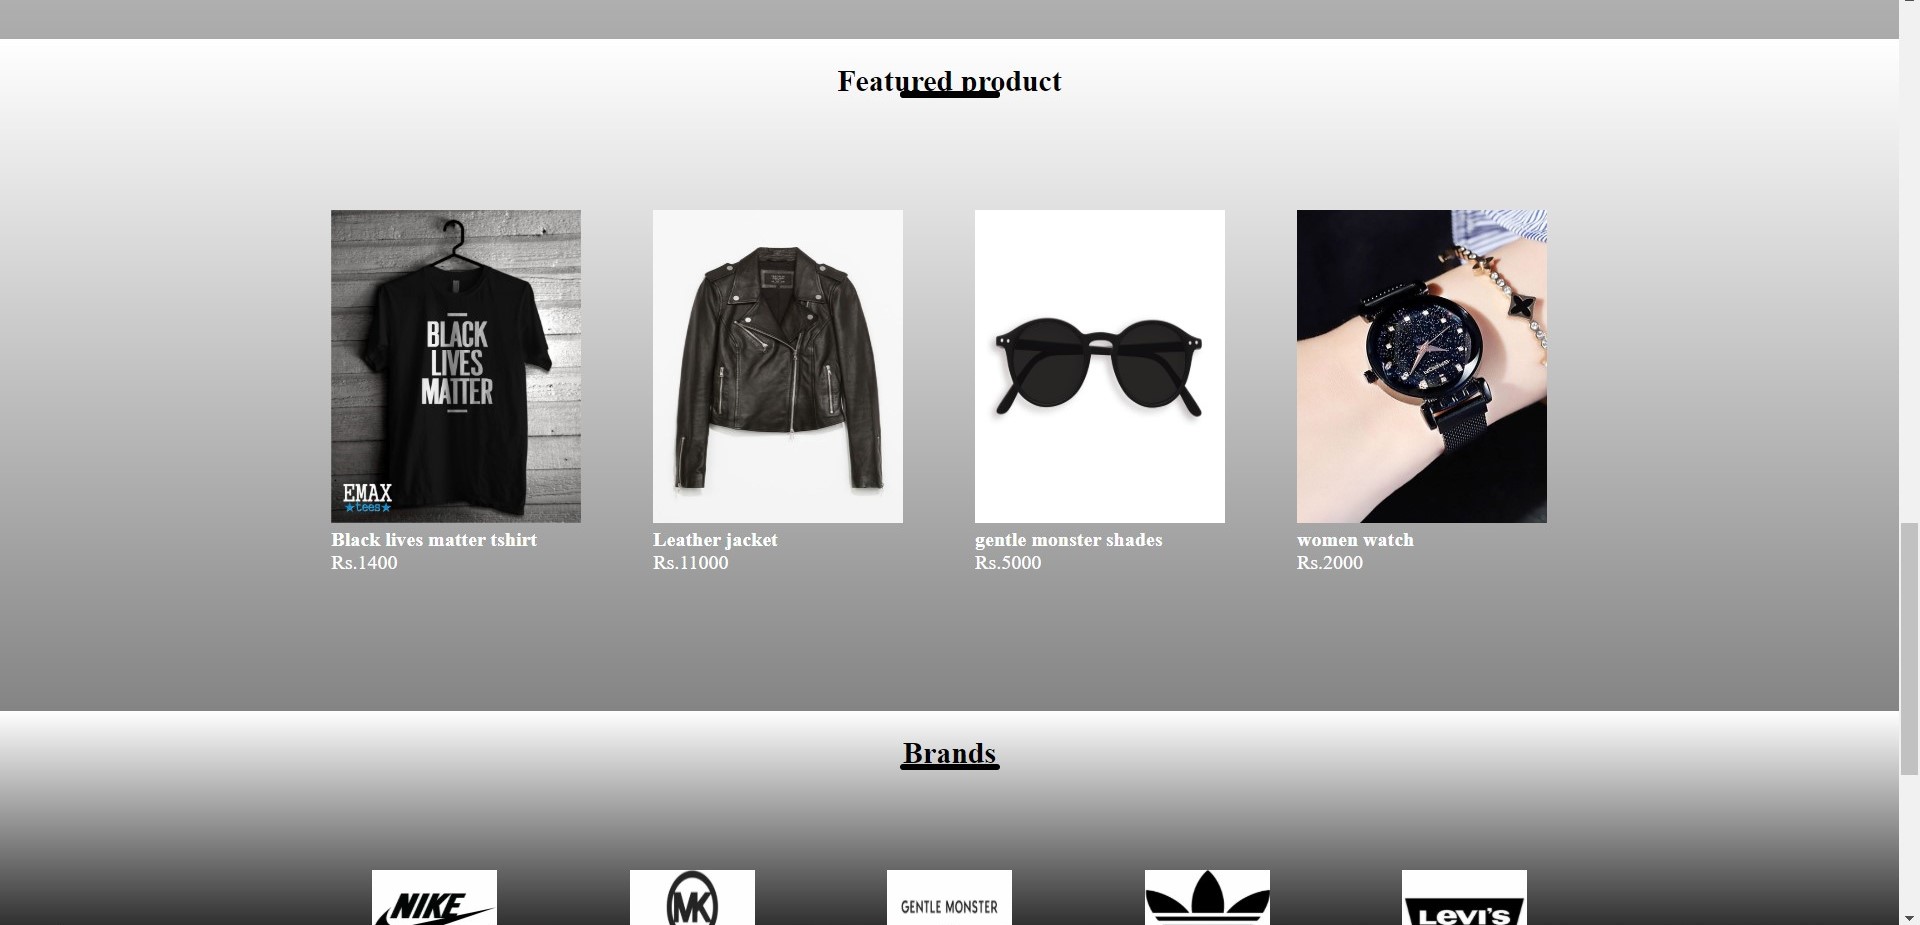 Featured product
BLACK
LIVES
MATTER
EMAX
tees
Black lives matter tshirt
Rs.1400
Leather jacket
Rs.11000
gentle monster shades
Rs.5000
women watch
Rs.2000
Brands
NIKE
MK
GENTLE MONSTER
LEVI'S